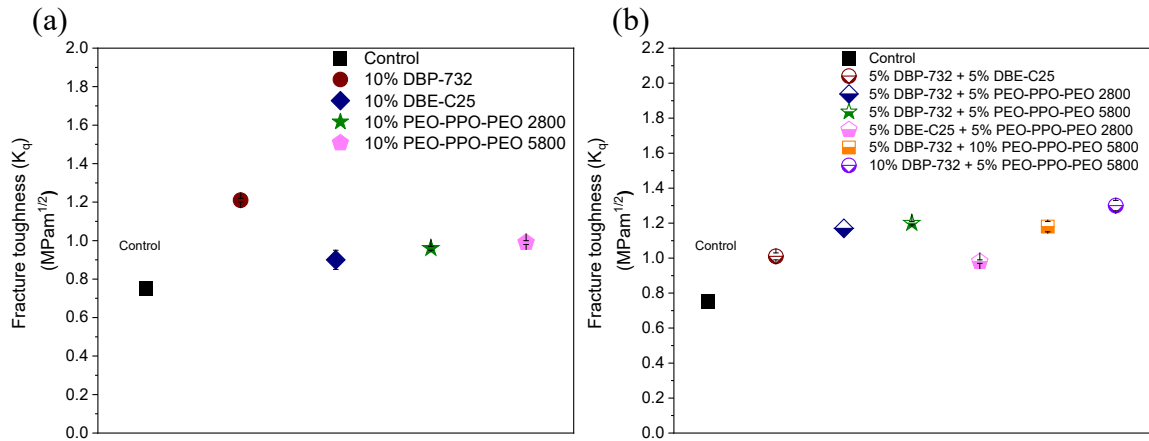 (a)
2.0
1.8
1.6
1.4
1.2
1.0
0.8
0.6
0.4
0.2
0.0
Fracture toughness (Kq)
(MPam1/2)
Control
10% DBP-732
10% DBE-C25
10% PEO-PPO-PEO 2800
10% PEO-PPO-PEO 5800
Control
(b)
2.2
2.0
1.8
1.6
1.4
1.2
1.0
0.8
0.6
0.4
0.2
0.0
Fracture toughness (Kq)
(MPam1/2)
Control
5% DBP-732 + 5% DBE-C25
5% DBP-732 + 5% PEO-PPO-PEO 2800
5% DBP-732 + 5% PEO-PPO-PEO 5800
5% DBE-C25 + 5% PEO-PPO-PEO 2800
5% DBP-732 + 10% PEO-PPO-PEO 5800
10% DBP-732 + 5% PEO-PPO-PEO 5800
Control